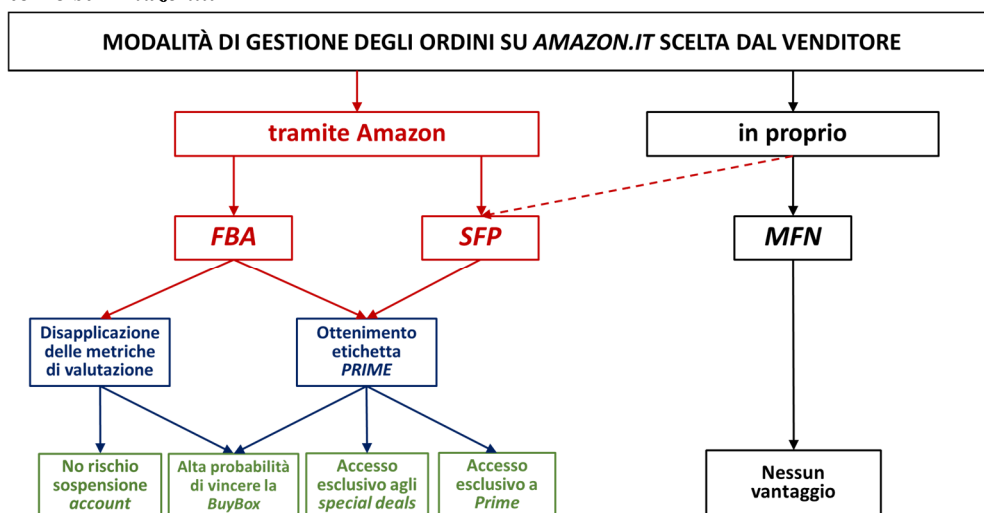 MODALITÀ DI GESTIONE DEGLI ORDINI SU AMAZON.IT SCELTA DAL VENDITORE
tramite Amazon
in proprio
FBA
SFP
MFN
Disapplicazione
delle metriche
di valutazione
Ottenimento
etichetta
PRIME
No rischio
sospensione
account
Alta probabilità
di vincere la
BuyBox
Accesso
esclusivo agli
special deals
Accesso
esclusivo a
Prime
Nessun
vantaggio